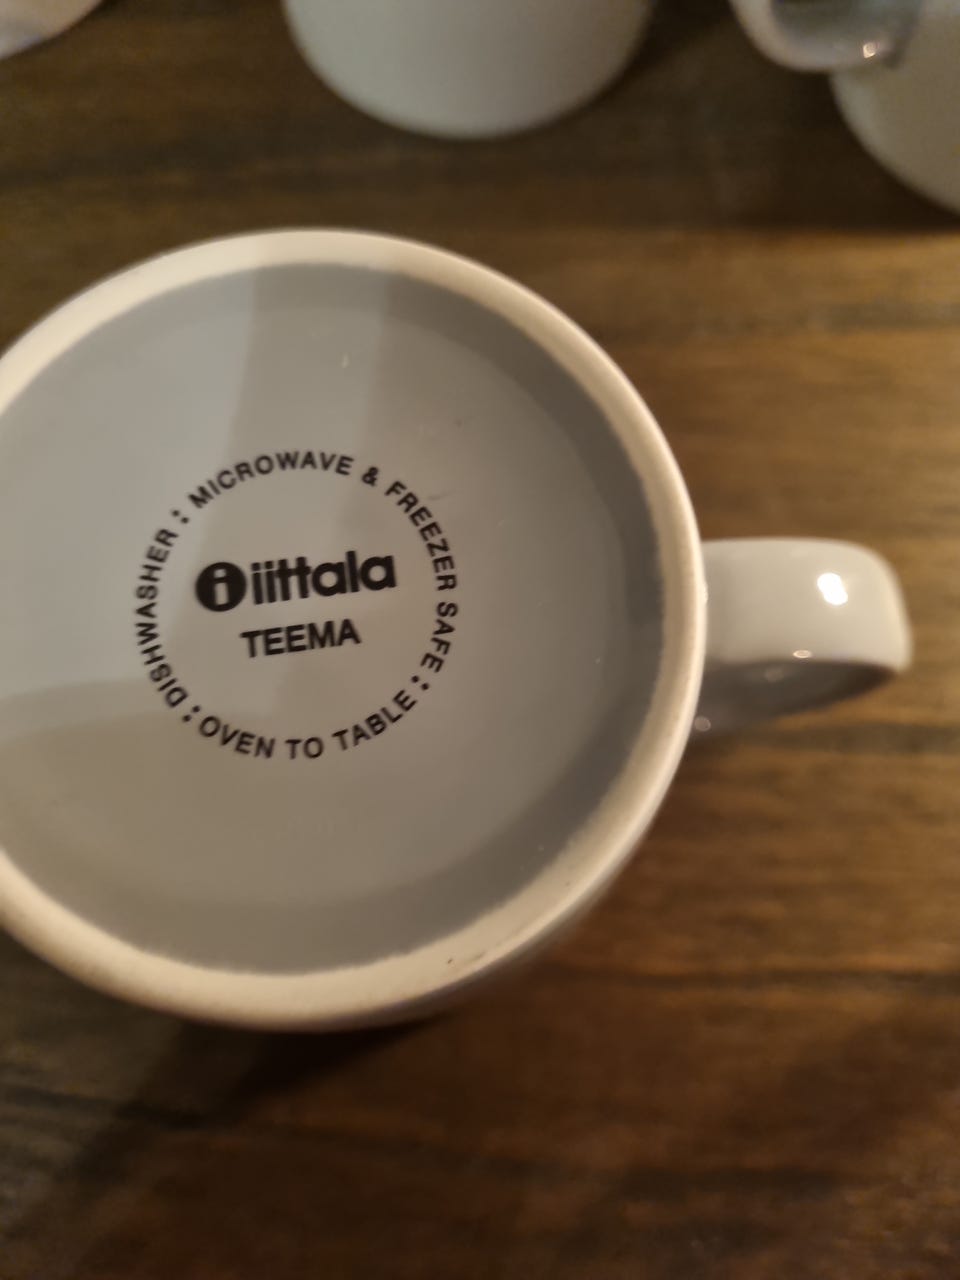 MICROWAVE & FREEZER SAFE :
OVEN TO TABLE :
DISHWASHER :
i iittala
TEEMA